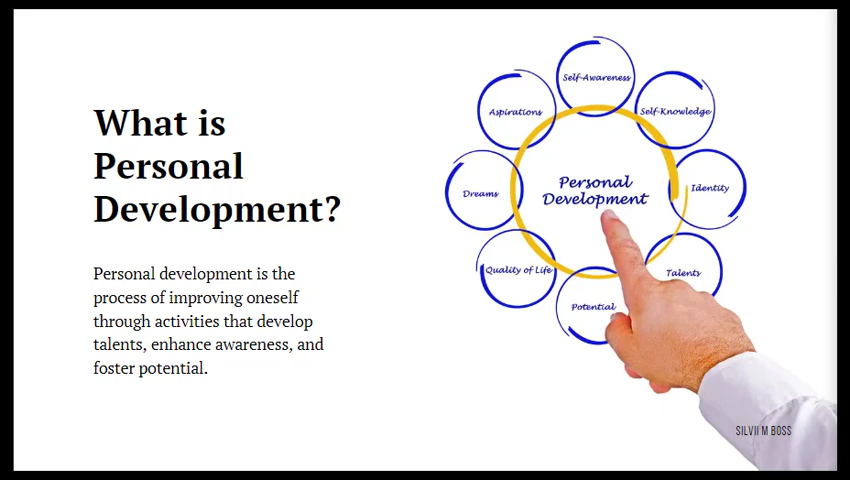 What is
Personal
Development?
Personal development is the
process of improving oneself
through activities that develop
talents, enhance awareness, and
foster potential.
Self-Awareness
Aspirations
Self-Knowledge
Personal
Development
Dreams
Identity
Quality of Life
Talents
Potential
SILVII M BOSS